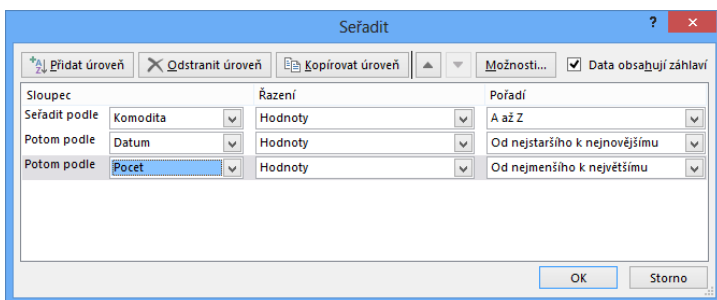 Seřadit ? ×
Přidat úroveň Odstranit úroveň Kopírovat úroveň Možnosti... Data obsahují záhlaví
Sloupec Řazení Pořadí
Seřadit podle Komodita Hodnoty A až Z
Potom podle Datum Hodnoty Od nejstaršího k nejnovějšímu
Potom podle Pocet Hodnoty Od nejmenšího k největšímu
OK Storno